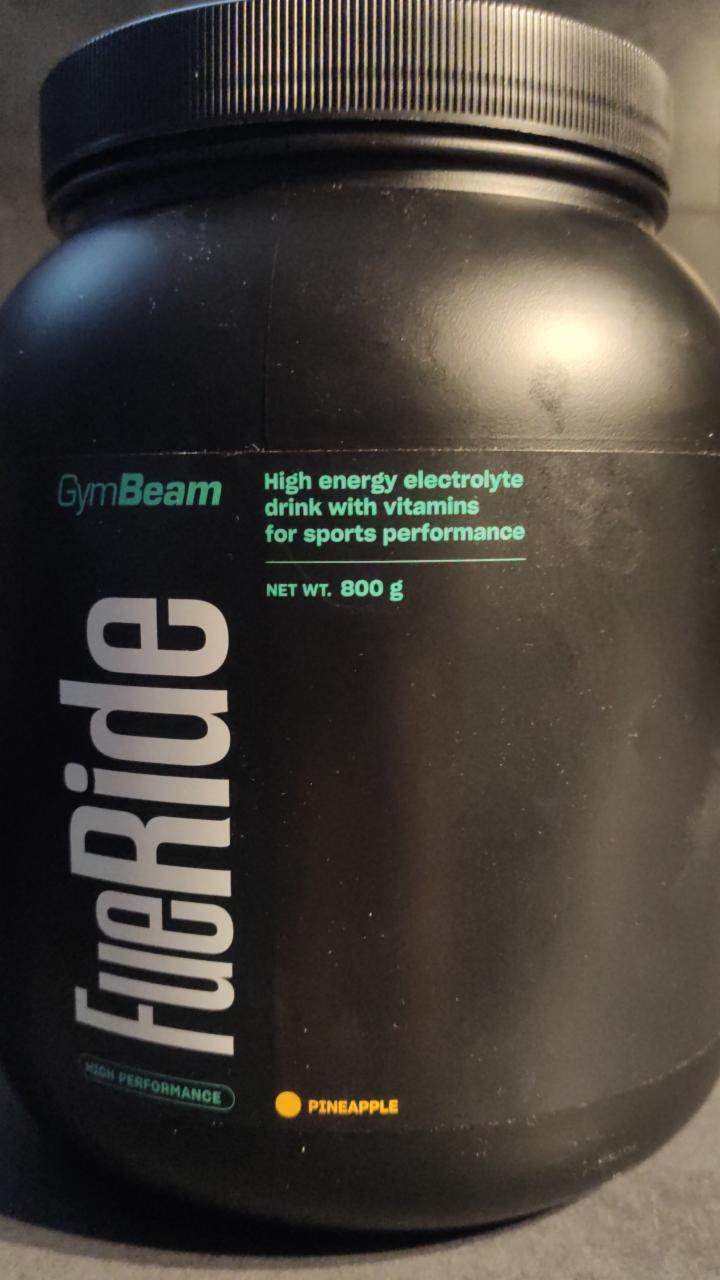 GymBeam
High energy electrolyte
drink with vitamins
for sports performance
NET WT. 800 g
FueRide
HIGH PERFORMANCE
PINEAPPLE